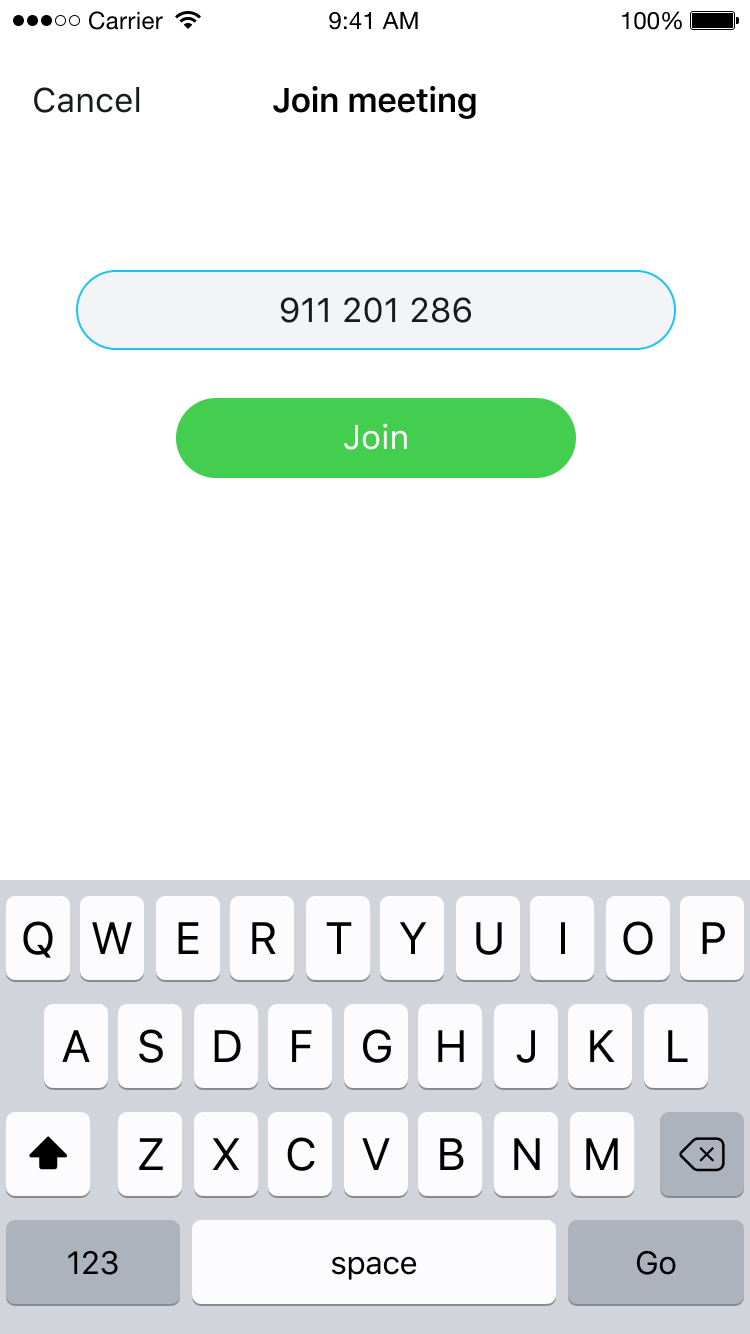 Carrier 9:41 AM 100%
Cancel Join meeting
911 201 286
Join
Q W E R T Y U I O P
A S D F G H J K L
Z X C V B N M
123 space Go